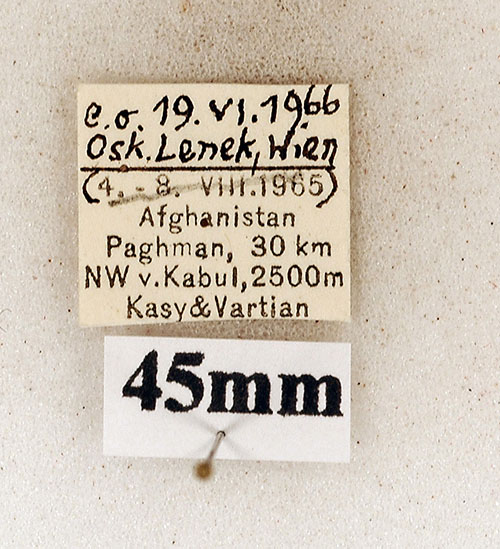 e.o. 19.VI.1966
Osk.Lenek,Wien
(4.-8. VIII.1965)
Afghanistan
Paghman, 30 km
NW v.Kabul,2500m
Kasy&Vartian
45mm